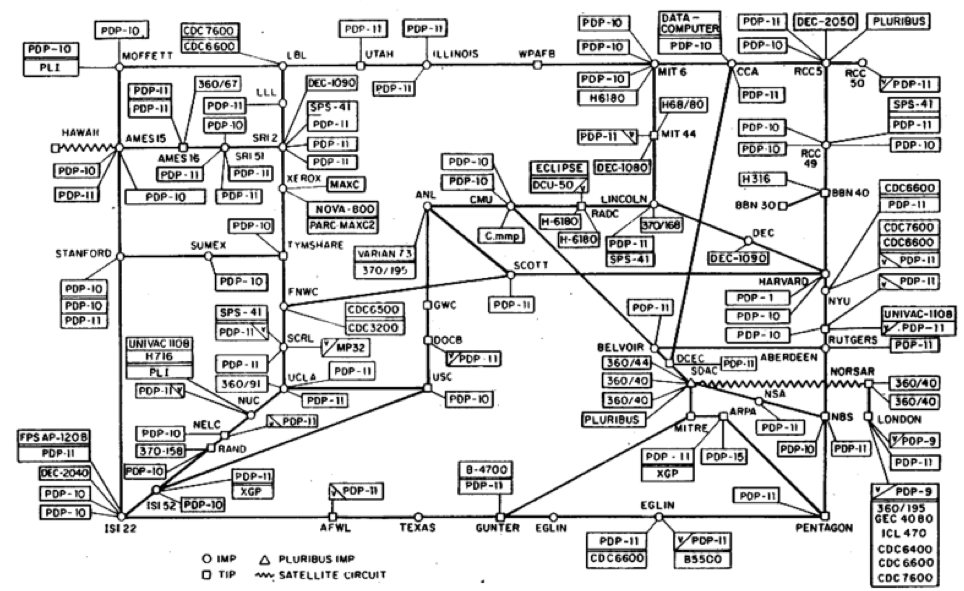 PDP-10
CDC7600
CDC6600
PDP-11
PDP-11
PDP-10
DATA-
COMPUTER
PDP-10
PDP-11
DEC-2050
PLURIBUS
PDP-10
PLI
MOFFETT
LBL
UTAH
ILLINOIS
WPAFB
PDP-10
MIT 6
CCA
PDP-10
RCC5
RCC
50
PDP-11
PDP-11
PDP-11
360/67
LLL
PDP-11
DEC-1090
PDP-11
PDP-10
H6180
H68/80
PDP-11
PDP-10
SPS-41
PDP-11
SPS-41
PDP-11
PDP-10
HAWAII
AMES15
AMES16
SRI 51
SRI2
PDP-11
PDP-11
PDP-11
MIT 44
PDP-10
RCC
49
PDP-10
PDP-11
PDP-11
PDP-10
PDP-11
PDP-10
PDP-11
XEROX
MAXC
NOVA-800
PARC-MAXC2
ANL
CMU
PDP-10
PDP-10
ECLIPSE
DCU-50
DEC-1080
H316
BBN 30
BBN 40
CDC6600
PDP-11
CDC7600
CDC6600
PDP-11
PDP-11
LINCOLN
RADC
H-6180
H-6180
370/168
PDP-11
SPS-41
C.mmp
DEC
DEC-1090
STANFORD
SUMEX
PDP-10
TYMSHARE
PDP-10
VARIAN 73
370/195
SCOTT
PDP-11
HARVARD
PDP-1
PDP-10
PDP-10
NYU
PDP-10
PDP-10
PDP-11
FNWC
CDC6500
CDC3200
GWC
SPS-41
PDP-11
SCRL
MP32
DOCB
PDP-11
PDP-11
BELVOIR
UNIVAC-1108
PDP-11
RUTGERS
PDP-11
UNIVAC 1108
H716
PLI
PDP-11
PDP-11
360/91
UCLA
PDP-11
PDP-11
USC
PDP-10
360/44
360/40
360/40
PLURIBUS
DCEC
PDP-11
SDAC
ABERDEEN
NORSAR
360/40
360/40
NUC
NELC
PDP-10
370-158
PDP-11
RAND
MITRE
ARPA
NSA
PDP-11
NBS
PDP-10
PDP-11
LONDON
PDP-9
PDP-11
FPS AP-120B
PDP-11
DEC-2040
PDP-10
PDP-10
PDP-10
ISI 52
PDP-11
XGP
PDP-10
PDP-11
B-4700
PDP-11
PDP-11
XGP
PDP-15
PDP-11
PDP-9
360/195
GEC 4080
ICL 470
CDC6400
CDC6600
CDC7600
ISI22
AFWL
TEXAS
GUNTER
EGLIN
EGLIN
PENTAGON
PDP-11
CDC6600
PDP-11
B5500
IMP
PLURIBUS IMP
TIP
SATELLITE CIRCUIT